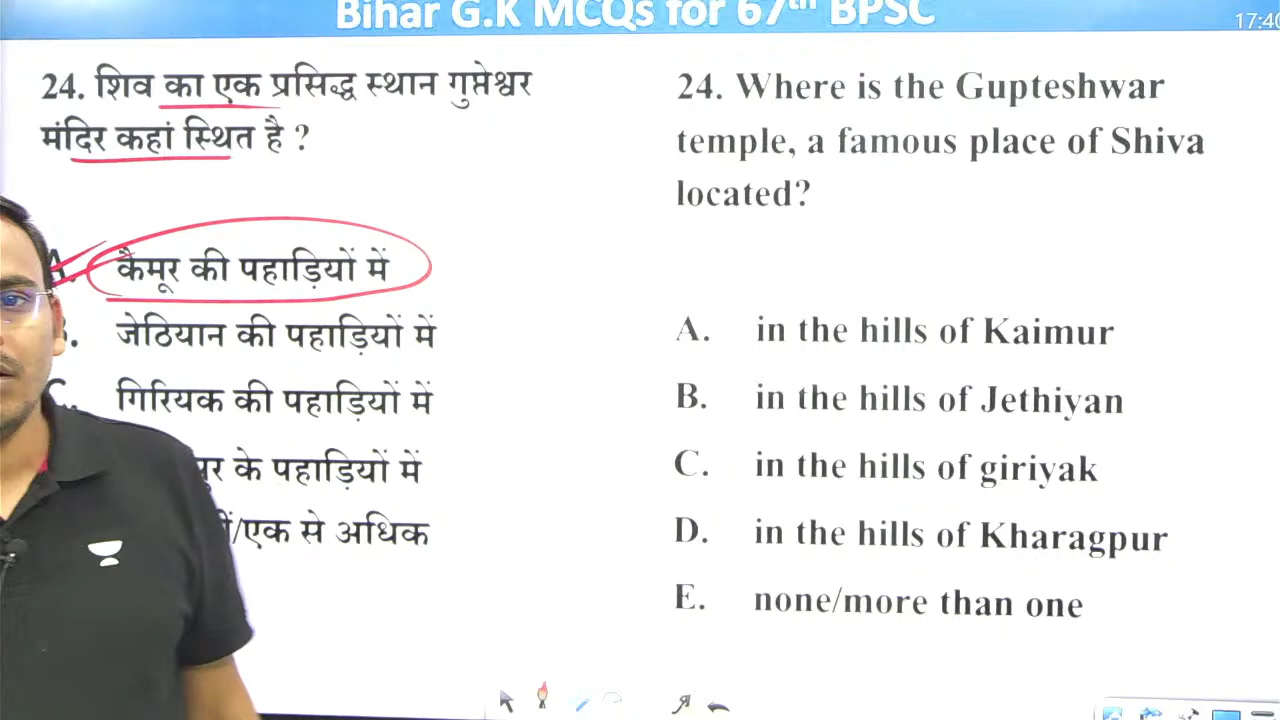 Bihar G.K MCQs for 67th BPSC
24. शिव का एक प्रसिद्ध स्थान गुप्तेश्वर
मंदिर कहां स्थित है ?
A. कैमूर की पहाड़ियों में
जेठियान की पहाड़ियों में
C. गिरियक की पहाड़ियों में
के पहाड़ियों में
/एक से अधिक
24. Where is the Gupteshwar
temple, a famous place of Shiva
located?
A. in the hills of Kaimur
B. in the hills of Jethiyan
C. in the hills of giriyak
D. in the hills of Kharagpur
E. none/more than one